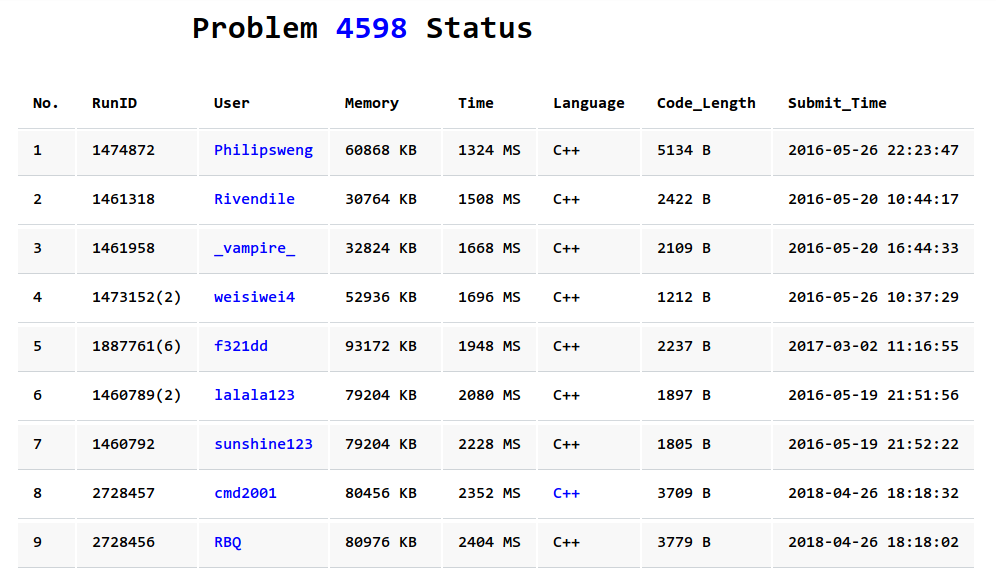 Problem 4598 Status
No. RunID User Memory Time Language Code_Length Submit_Time
1 1474872 Philipsweng 60868 KB 1324 MS C++ 5134 B 2016-05-26 22:23:47
2 1461318 Rivendile 30764 KB 1508 MS C++ 2422 B 2016-05-20 10:44:17
3 1461958 _vampire_ 32824 KB 1668 MS C++ 2109 B 2016-05-20 16:44:33
4 1473152(2) weisiwei4 52936 KB 1696 MS C++ 1212 B 2016-05-26 10:37:29
5 1887761(6) f321dd 93172 KB 1948 MS C++ 2237 B 2017-03-02 11:16:55
6 1460789(2) lalala123 79204 KB 2080 MS C++ 1897 B 2016-05-19 21:51:56
7 1460792 sunshine123 79204 KB 2228 MS C++ 1805 B 2016-05-19 21:52:22
8 2728457 cmd2001 80456 KB 2352 MS C++ 3709 B 2018-04-26 18:18:32
9 2728456 RBQ 80976 KB 2404 MS C++ 3779 B 2018-04-26 18:18:02